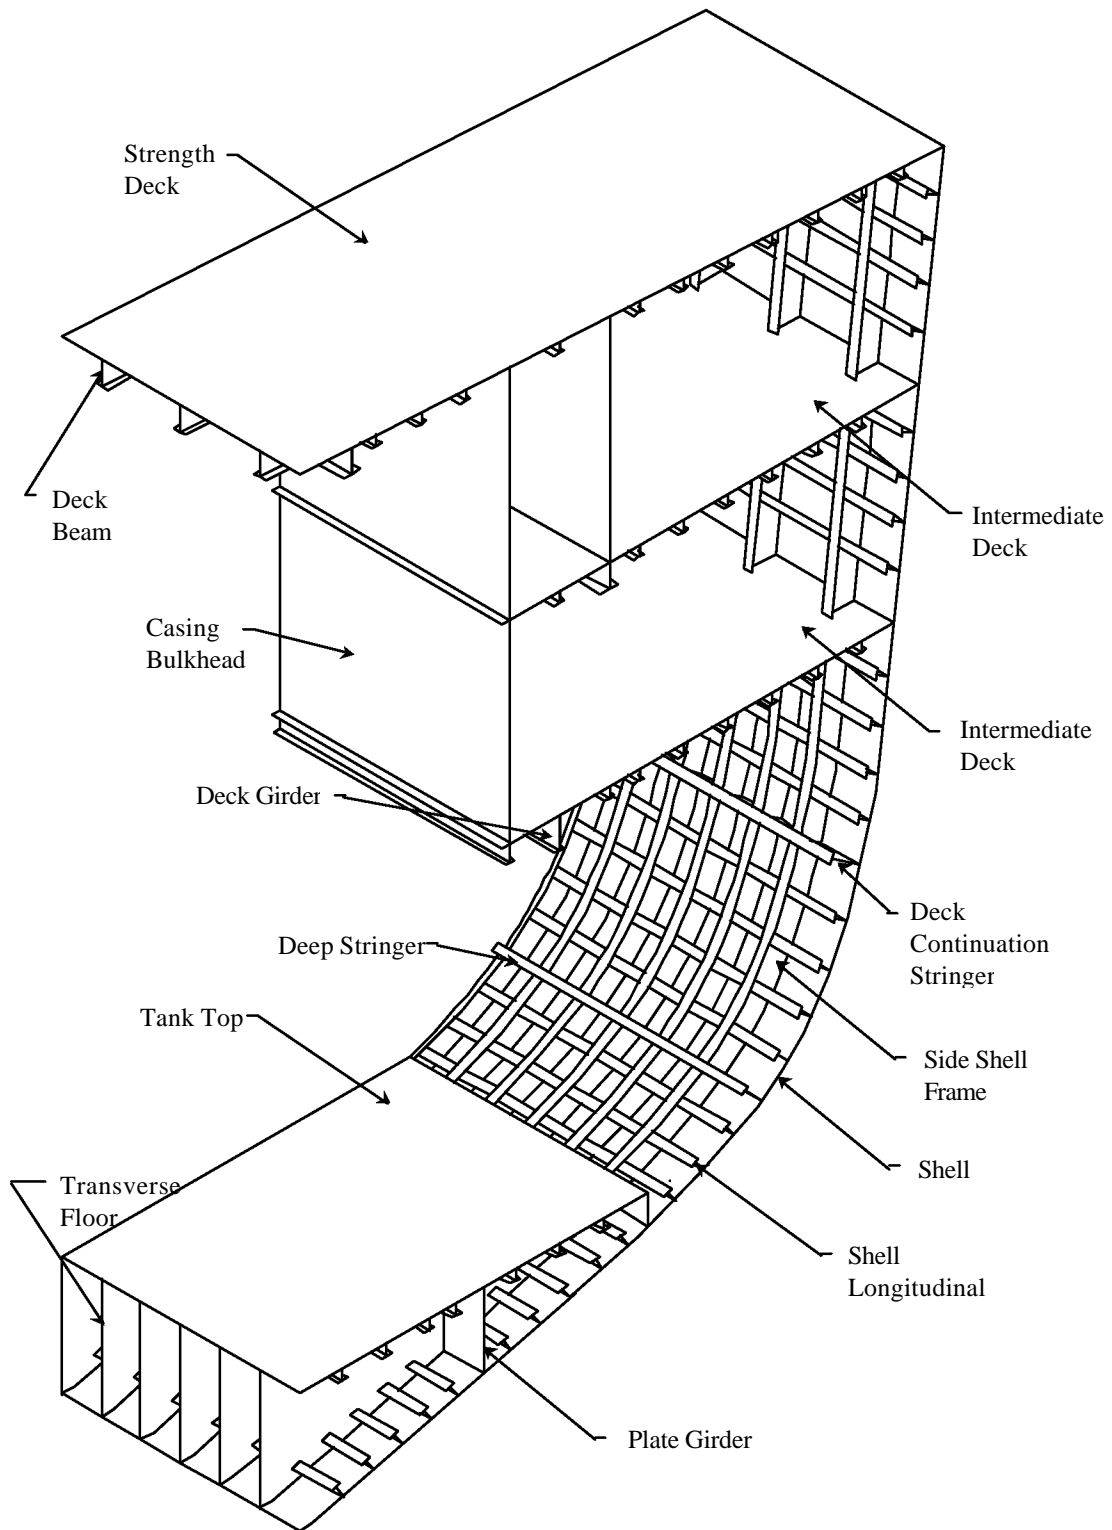 Strength
Deck
Deck
Beam
Intermediate
Deck
Casing
Bulkhead
Intermediate
Deck
Deck Girder
Deck
Continuation
Stringer
Deep Stringer
Tank Top
Side Shell
Frame
Shell
Transverse
Floor
Shell
Longitudinal
Plate Girder